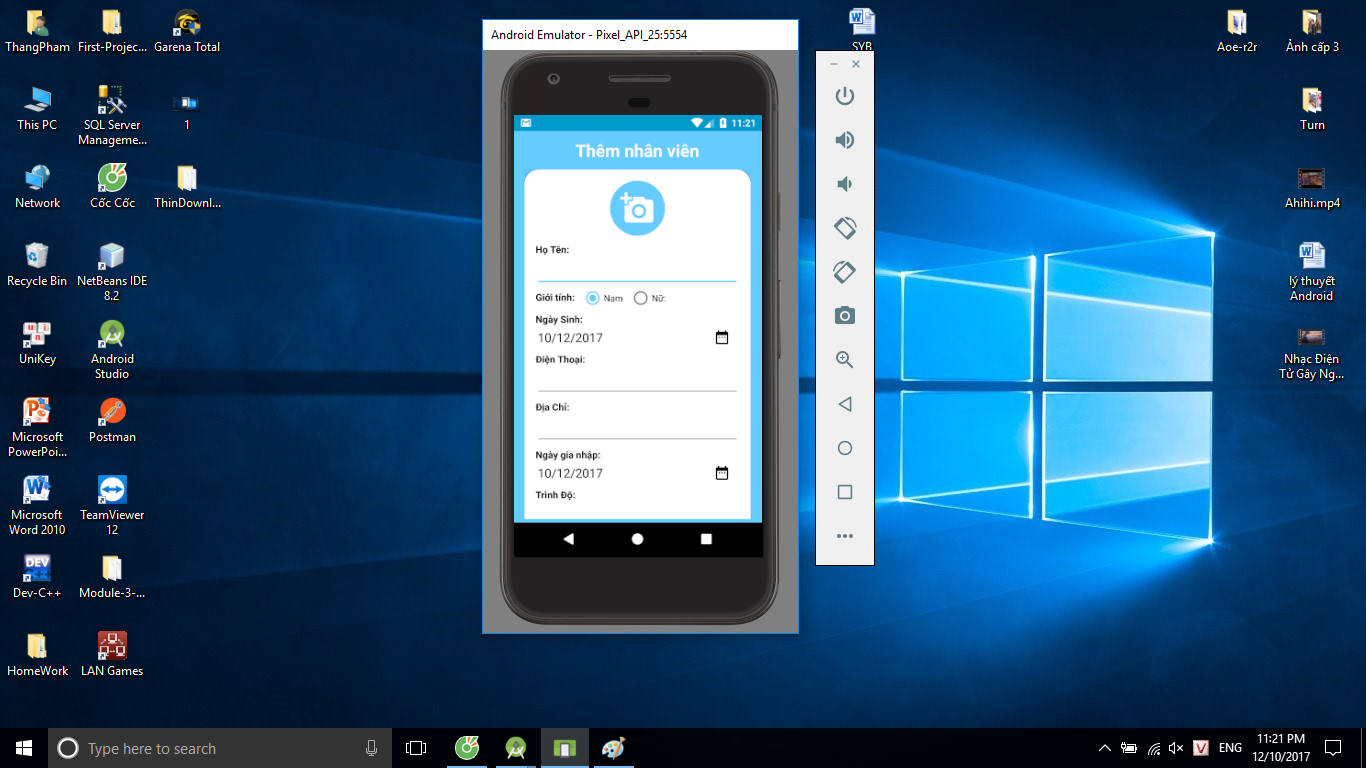 ThangPham
First-Projec...
Garena Total
This PC
SQL Server
Manageme...
1
Network
Cốc Cốc
ThinDownl...
Recycle Bin
NetBeans IDE
8.2
UniKey
Android
Studio
Microsoft
PowerPoi...
Postman
Microsoft
Word 2010
TeamViewer
12
DEV
Dev-C++
Module-3-...
HomeWork
LAN Games
Android Emulator - Pixel_API_25:5554
11:21
Thêm nhân viên
Họ Tên:
Giới tính: Nam Nữ:
Ngày Sinh:
10/12/2017
Điện Thoại:
Địa Chỉ:
Ngày gia nhập:
10/12/2017
Trình Độ:
SYB
Aoe-r2r
Ảnh cấp 3
Turn
Ahihi.mp4
lý thuyết
Android
Nhạc Điện
Tử Gây Ng...
Type here to search
V
ENG
11:21 PM
12/10/2017